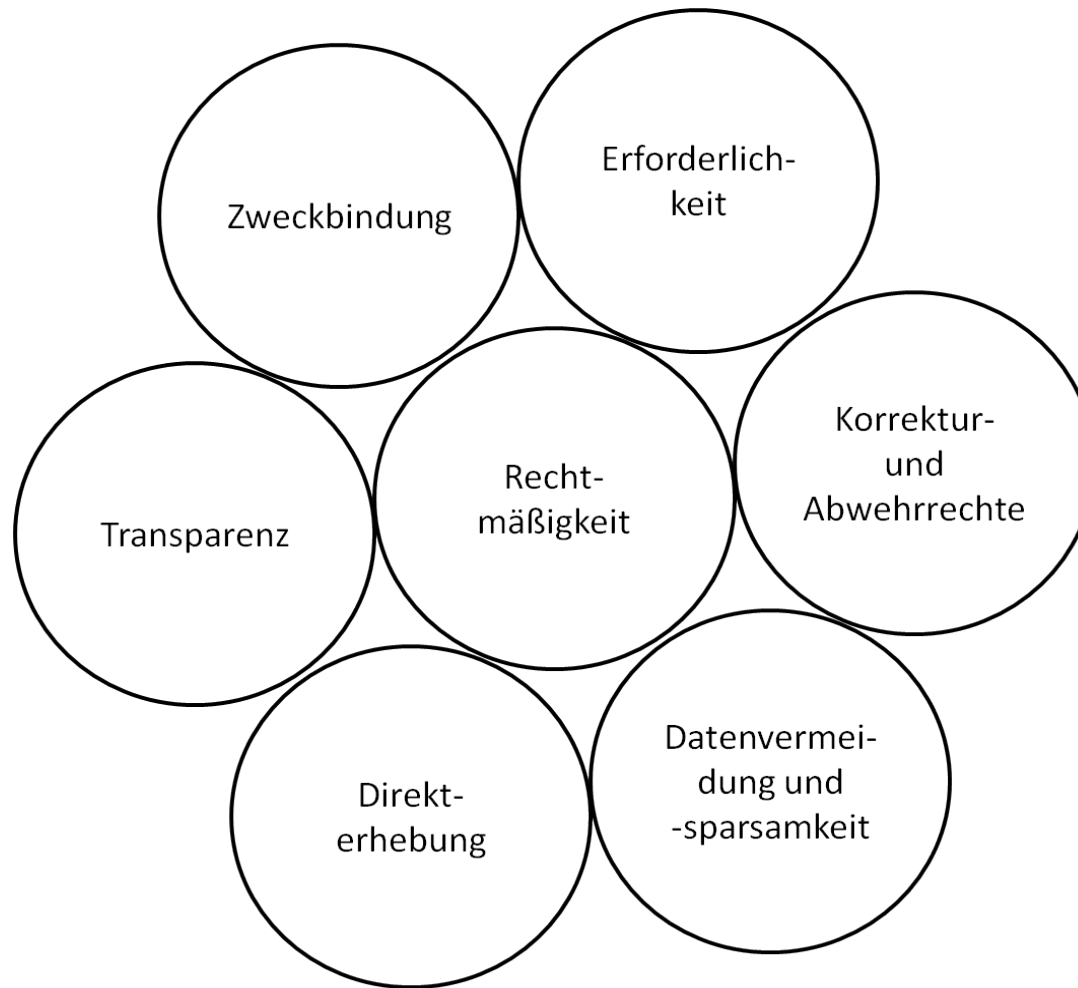 Erforderlich-
keit
Zweckbindung
Korrektur-
und
Abwehrrechte
Recht-
mäßigkeit
Transparenz
Datenvermei-
dung und
-sparsamkeit
Direkt-
erhebung